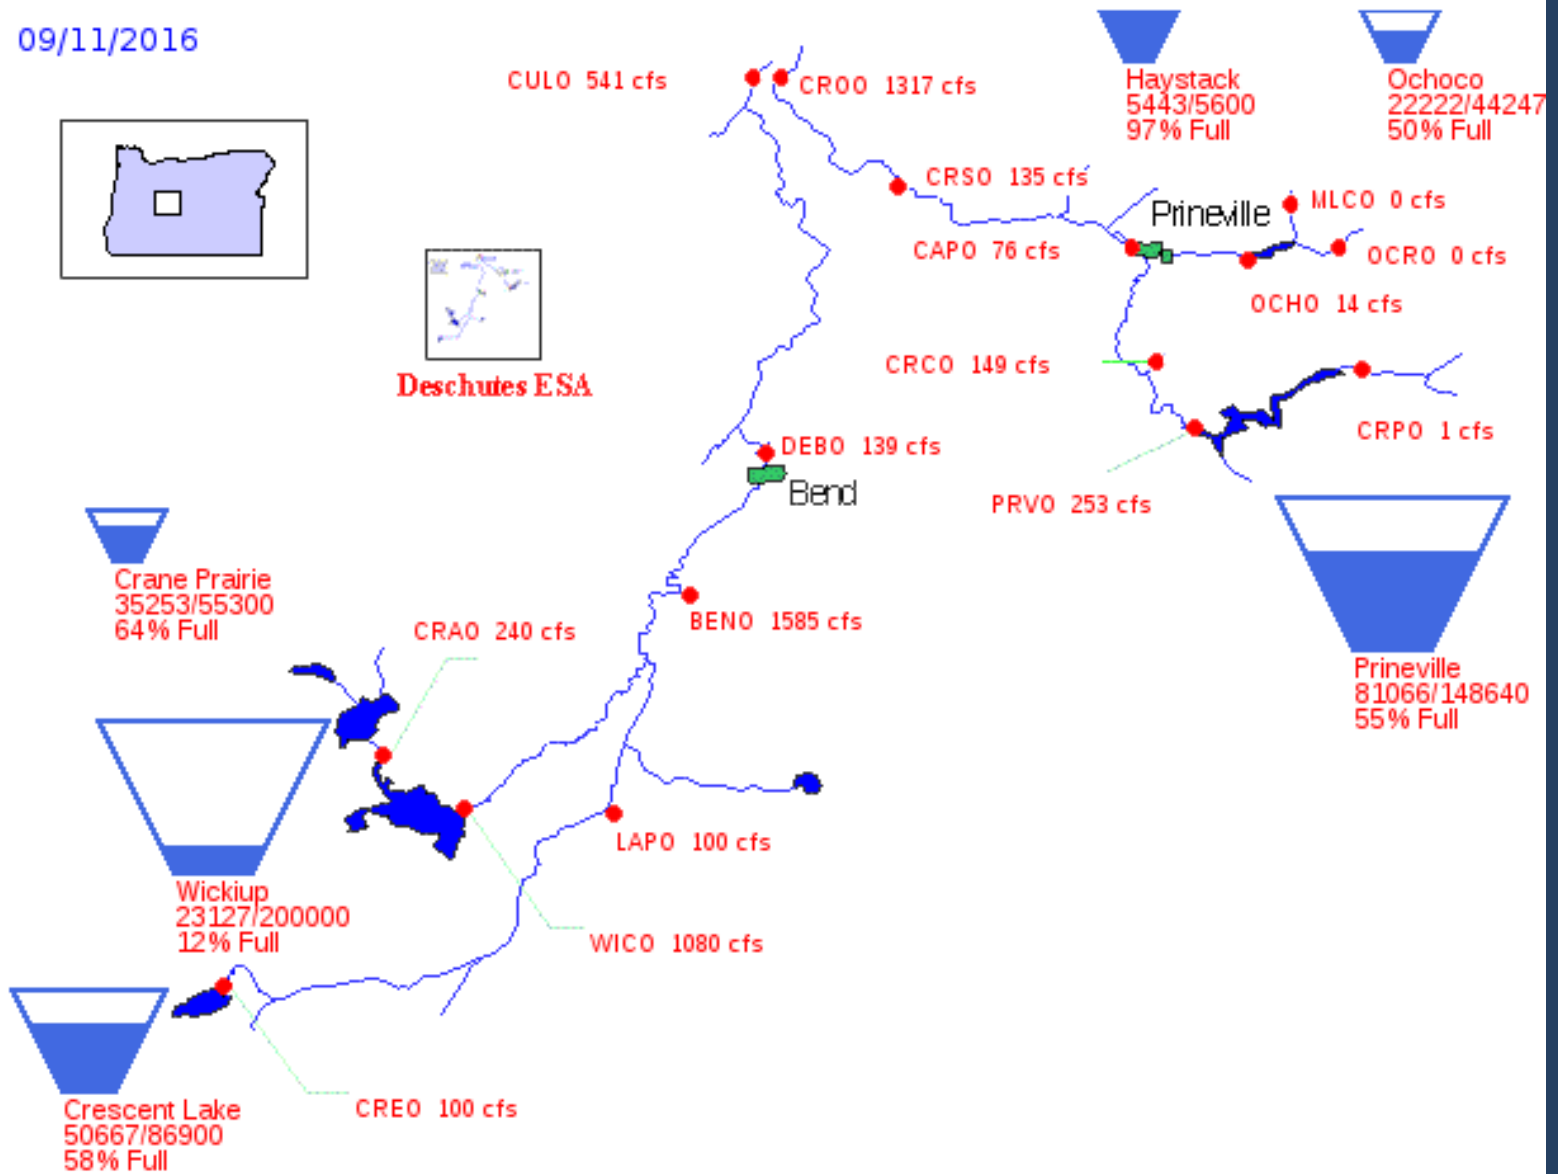 09/11/2016
CULO 541 cfs
CROO 1317 cfs
Haystack
5443/5600
97% Full
Ochoco
22222/44247
50% Full
CRSO 135 cfs
Prineville
MLCO 0 cfs
CAPO 76 cfs
OCRO 0 cfs
OCHO 14 cfs
Deschutes ESA
CRCO 149 cfs
CRPO 1 cfs
DEBO 139 cfs
Bend
PRVO 253 cfs
Crane Prairie
35253/55300
64% Full
CRAO 240 cfs
BENO 1585 cfs
Prineville
81066/148640
55% Full
LAPO 100 cfs
Wickiup
23127/200000
12% Full
WICO 1080 cfs
Crescent Lake
50667/86900
58% Full
CREO 100 cfs